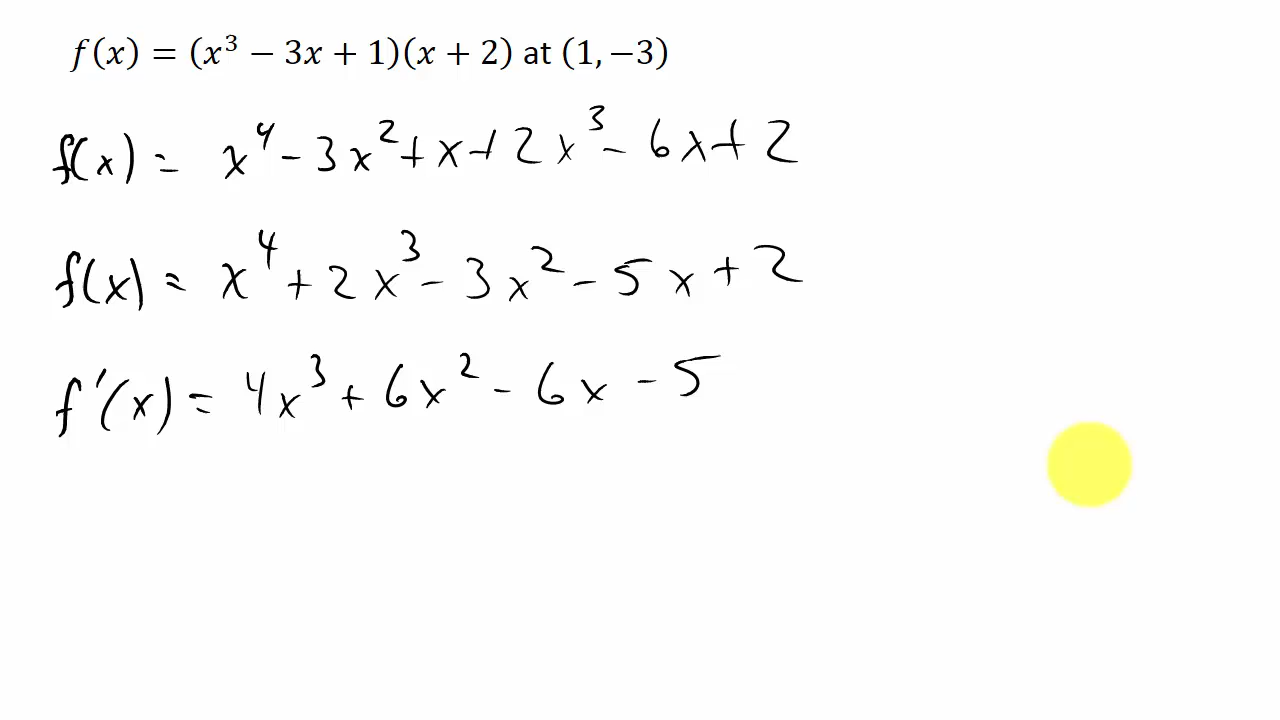 f(x) = (x³ − 3x + 1)(x + 2) at (1, −3)
f(x) = x⁴ - 3x² + x + 2x³ - 6x + 2
f(x) = x⁴ + 2x³ - 3x² - 5x + 2
f'(x) = 4x³ + 6x² - 6x - 5